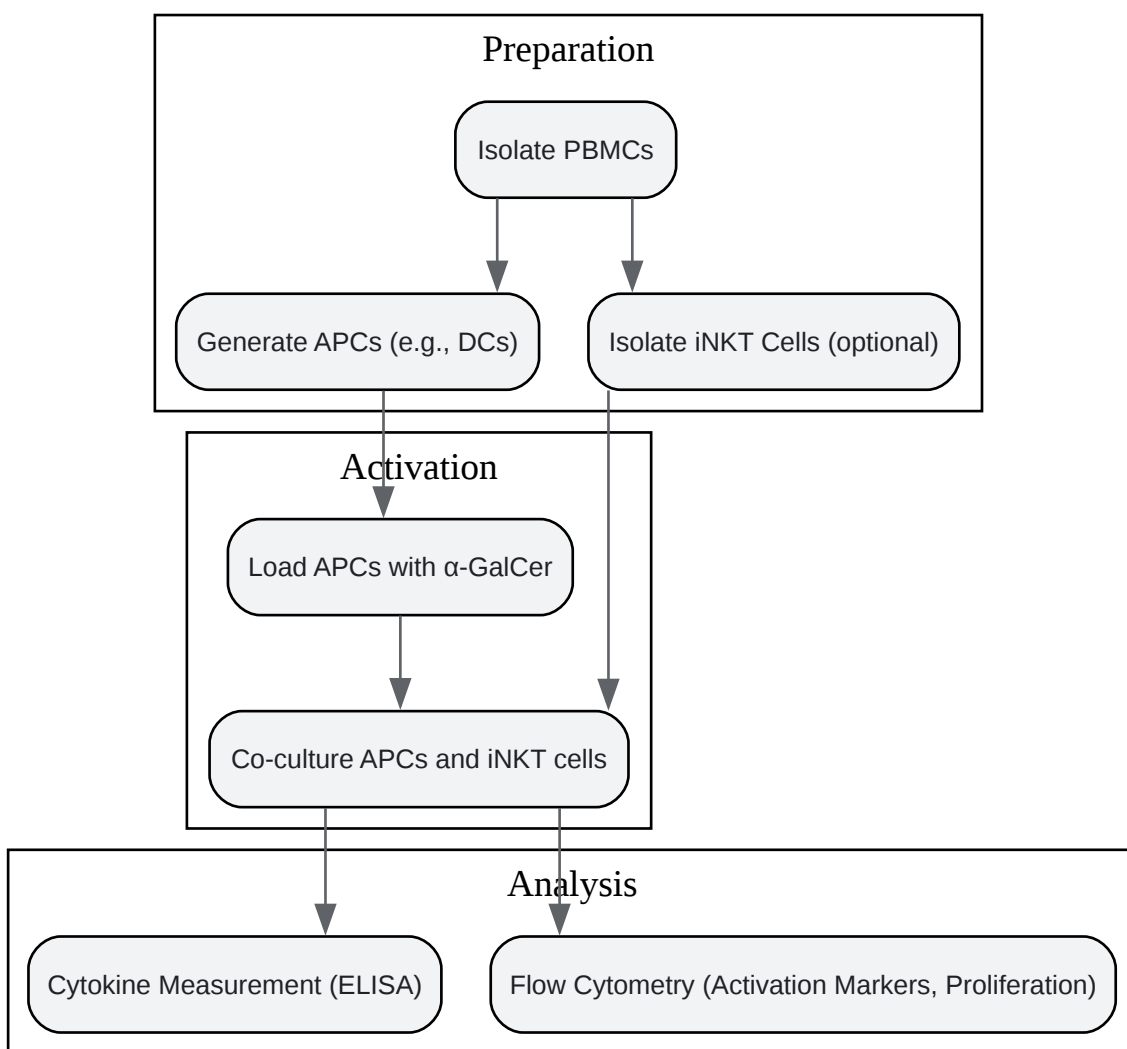 Preparation
Isolate PBMCs
Generate APCs (e.g., DCs)
Isolate iNKT Cells (optional)
Activation
Load APCs with α-GalCer
Co-culture APCs and iNKT cells
Analysis
Cytokine Measurement (ELISA)
Flow Cytometry (Activation Markers, Proliferation)